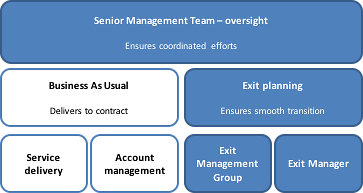 Senior Management Team – oversight
Ensures coordinated efforts
Business As Usual
Delivers to contract
Exit planning
Ensures smooth transition
Service
delivery
Account
management
Exit
Management
Group
Exit Manager